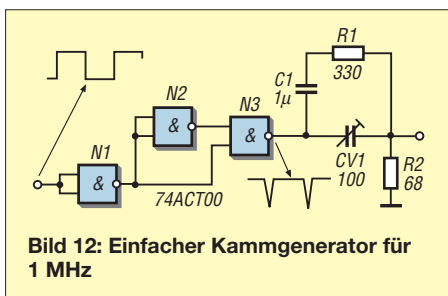 R1
330
C1
1µ
N2
&
N3
&
N1
&
74ACT00
CV1
100
R2
68
Bild 12: Einfacher Kammgenerator für
1 MHz